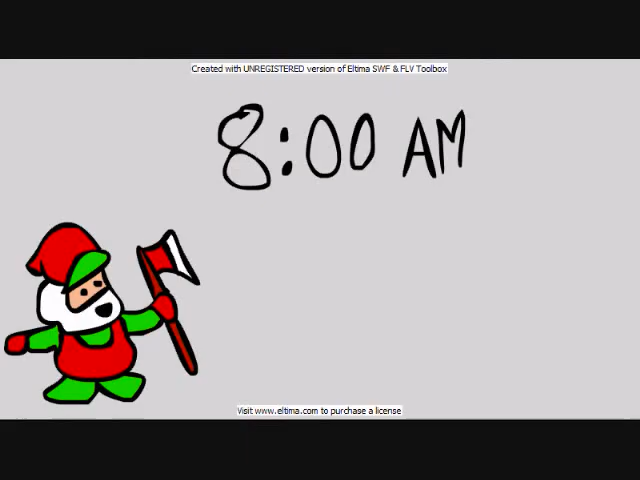 Created with UNREGISTERED version of Eltima SWF & FLV Toolbox
8:00 AM
Visit www.eltima.com to purchase a license